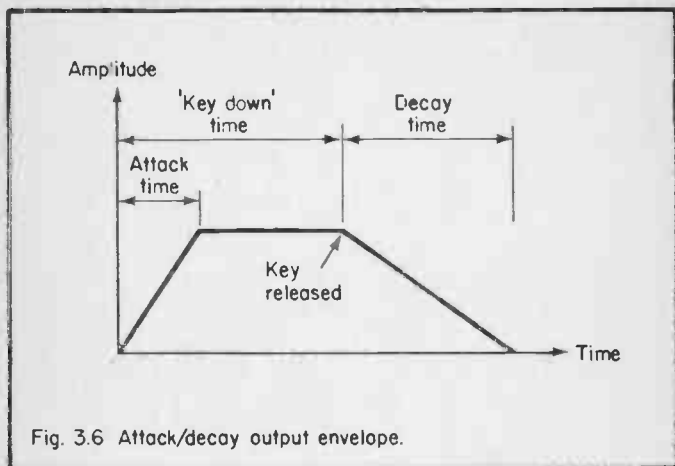 Amplitude
'Key down'
time
Decay
time
Attack
time
Key
released
Time
Fig. 3.6 Attack/decay output envelope.